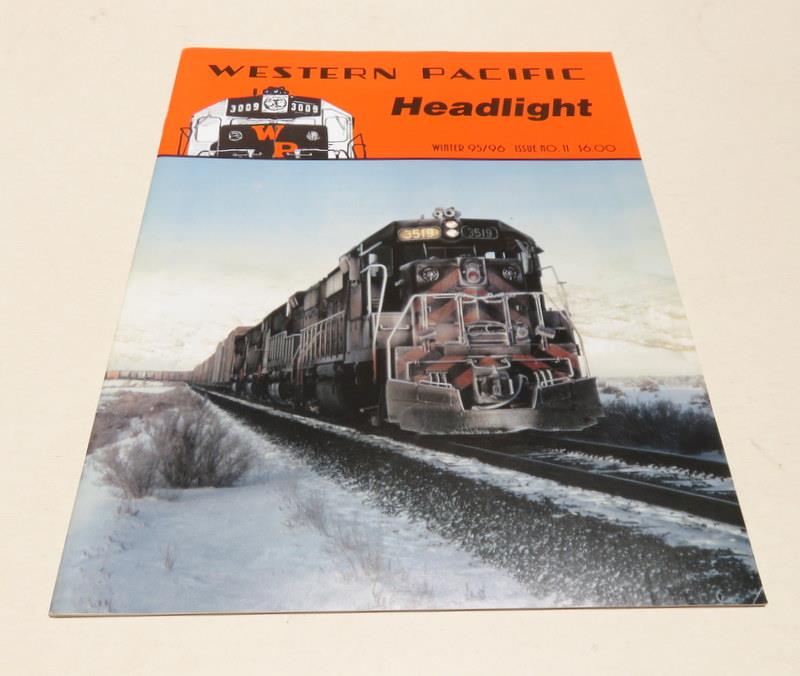 WESTERN PACIFIC
Headlight
3009 3009
WP
WINTER 95/96 ISSUE NO. 11 $6.00
3519 3519